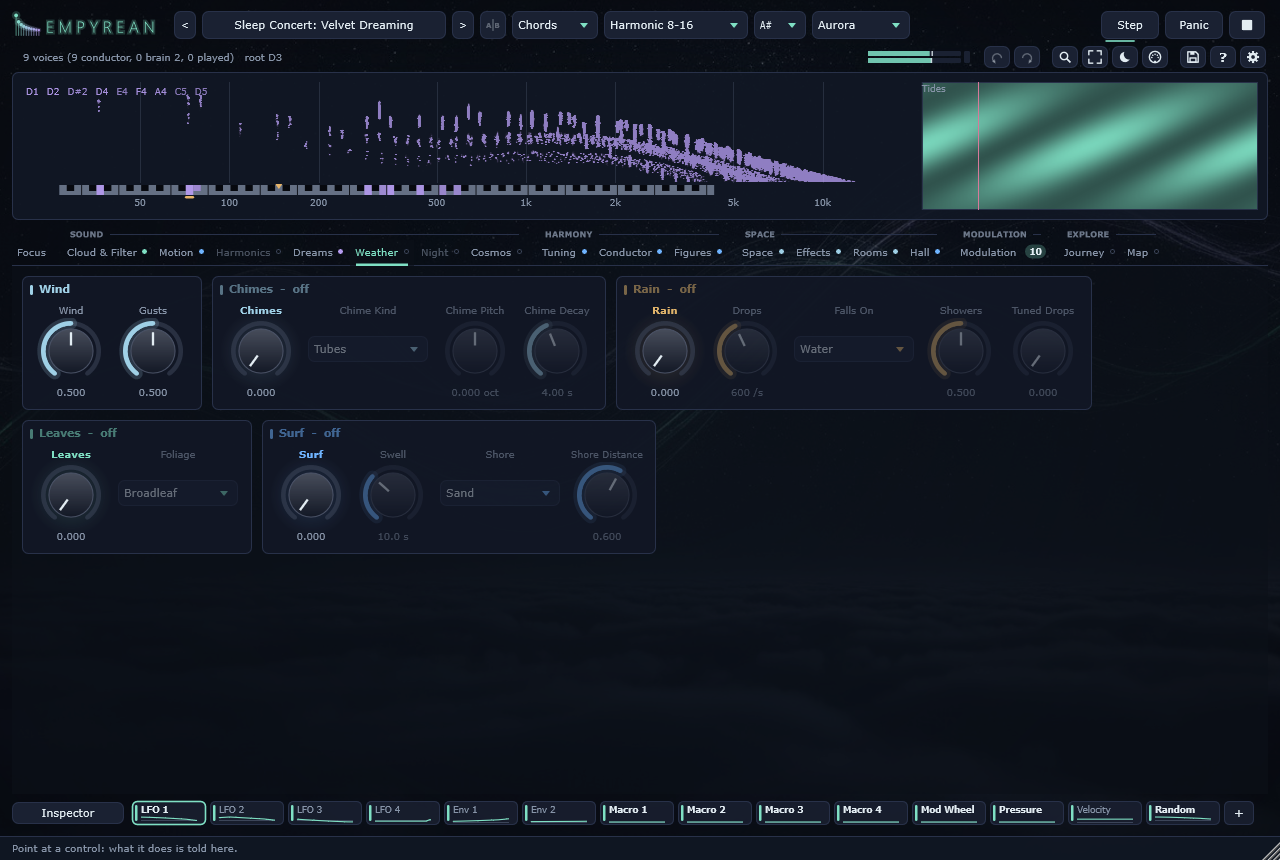 EMPYREAN
<
Sleep Concert: Velvet Dreaming
>
A|B
Chords
Harmonic 8-16
A#
Aurora
Step
Panic
9 voices (9 conductor, 0 brain 2, 0 played) root D3
?
D1 D2 D#2 D4 E4 F4 A4 C5 D5
Tides
50 100 200 500 1k 2k 5k 10k
SOUND HARMONY SPACE MODULATION EXPLORE
Focus Cloud & Filter Motion Harmonics Dreams Weather Night Cosmos Tuning Conductor Figures Space Effects Rooms Hall Modulation 10 Journey Map
Wind
Wind Gusts
0.500 0.500
Chimes - off
Chimes Chime Kind Chime Pitch Chime Decay
Tubes
0.000 0.000 oct 4.00 s
Rain - off
Rain Drops Falls On Showers Tuned Drops
Water
0.000 600 /s 0.500 0.000
Leaves - off
Leaves Foliage
Broadleaf
0.000
Surf - off
Surf Swell Shore Shore Distance
Sand
0.000 10.0 s 0.600
Inspector LFO 1 LFO 2 LFO 3 LFO 4 Env 1 Env 2 Macro 1 Macro 2 Macro 3 Macro 4 Mod Wheel Pressure Velocity Random +
Point at a control: what it does is told here.